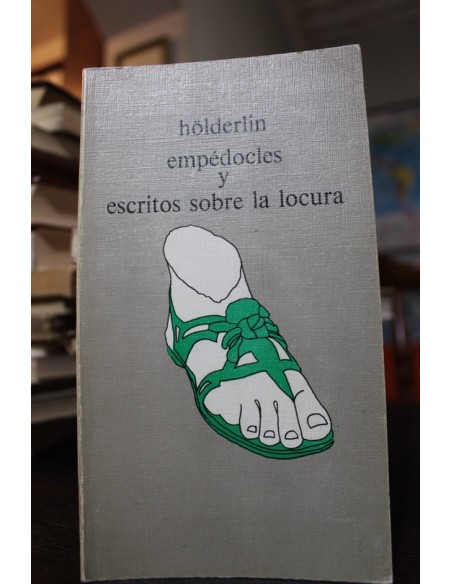 hölderlin
empédocles
y
escritos sobre la locura